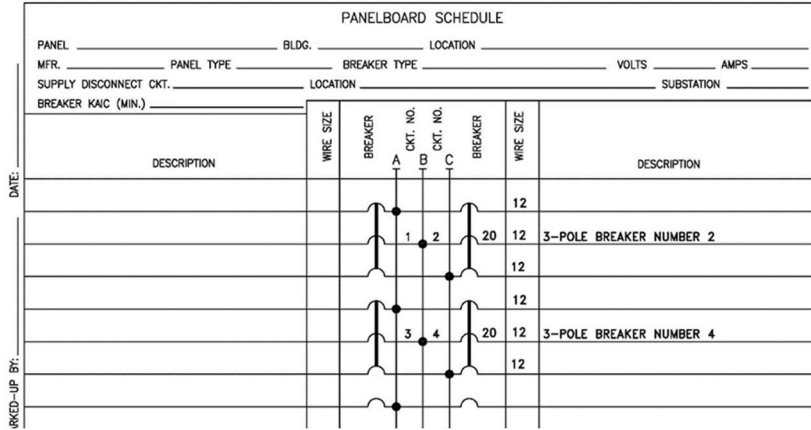 PANELBOARD SCHEDULE
PANEL BLDG. LOCATION
MFR. PANEL TYPE BREAKER TYPE VOLTS AMPS
SUPPLY DISCONNECT CKT. LOCATION SUBSTATION
BREAKER KAIC (MIN.)
DESCRIPTION WIRE SIZE BREAKER CKT. NO. CKT. NO. BREAKER WIRE SIZE DESCRIPTION
A B C
12
1 2 20 12 3-POLE BREAKER NUMBER 2
12
12
3 4 20 12 3-POLE BREAKER NUMBER 4
12
DATE:
BY: